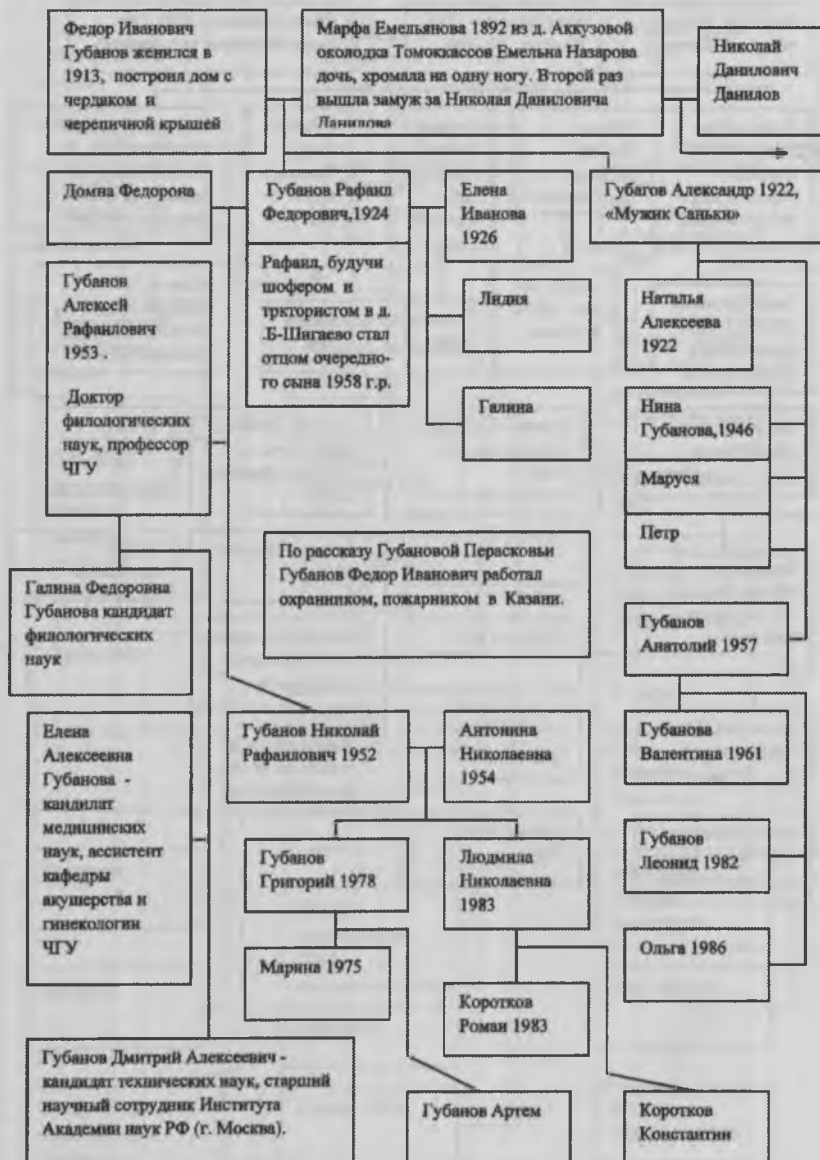 Федор Иванович
Губанов женился в
1913, построил дом с
чердаком и
черепичной крышей
Марфа Емельянова 1892 из д. Аккузовой
околодка Томоккассов Емельна Назарова
дочь, хромала на одну ногу. Второй раз
вышла замуж за Николая Даниловича
Данилова
Николай
Данилович
Данилов
Домна Федорона
Губанов Рафаил
Федорович,1924
Елена
Иванова
1926
Губагов Александр 1922,
«Мужик Саньки»
Губанов
Алексей
Рафаилович
1953 .
Доктор
филологических
наук, профессор
ЧГУ
Рафаил, будучи
шофером и
трктористом в д.
.Б-Шигаево стал
отцом очередно-
го сына 1958 г.р.
Лидия
Галина
Наталья
Алексеева
1922
Нина
Губанова,1946
Маруся
Петр
По рассказу Губановой Перасковьи
Губанов Федор Иванович работал
охранником, пожарником в Казани.
Галина Федоровна
Губанова кандидат
филологических
наук
Губанов
Анатолий 1957
Елена
Алексеевна
Губанова -
кандилат
медицинских
наук, ассистент
кафедры
акушерства и
гинекологии
ЧГУ
Губанов Николай
Рафаилович 1952
Антонина
Николаевна
1954
Губанова
Валентина 1961
Губанов
Григорий 1978
Людмила
Николаевна
1983
Губанов
Леонид 1982
Марина 1975
Коротков
Роман 1983
Ольга 1986
Губанов Дмитрий Алексеевич -
кандидат технических наук, старший
научный сотрудник Института
Академии наук РФ (г. Москва).
Губанов Артем
Коротков
Константин